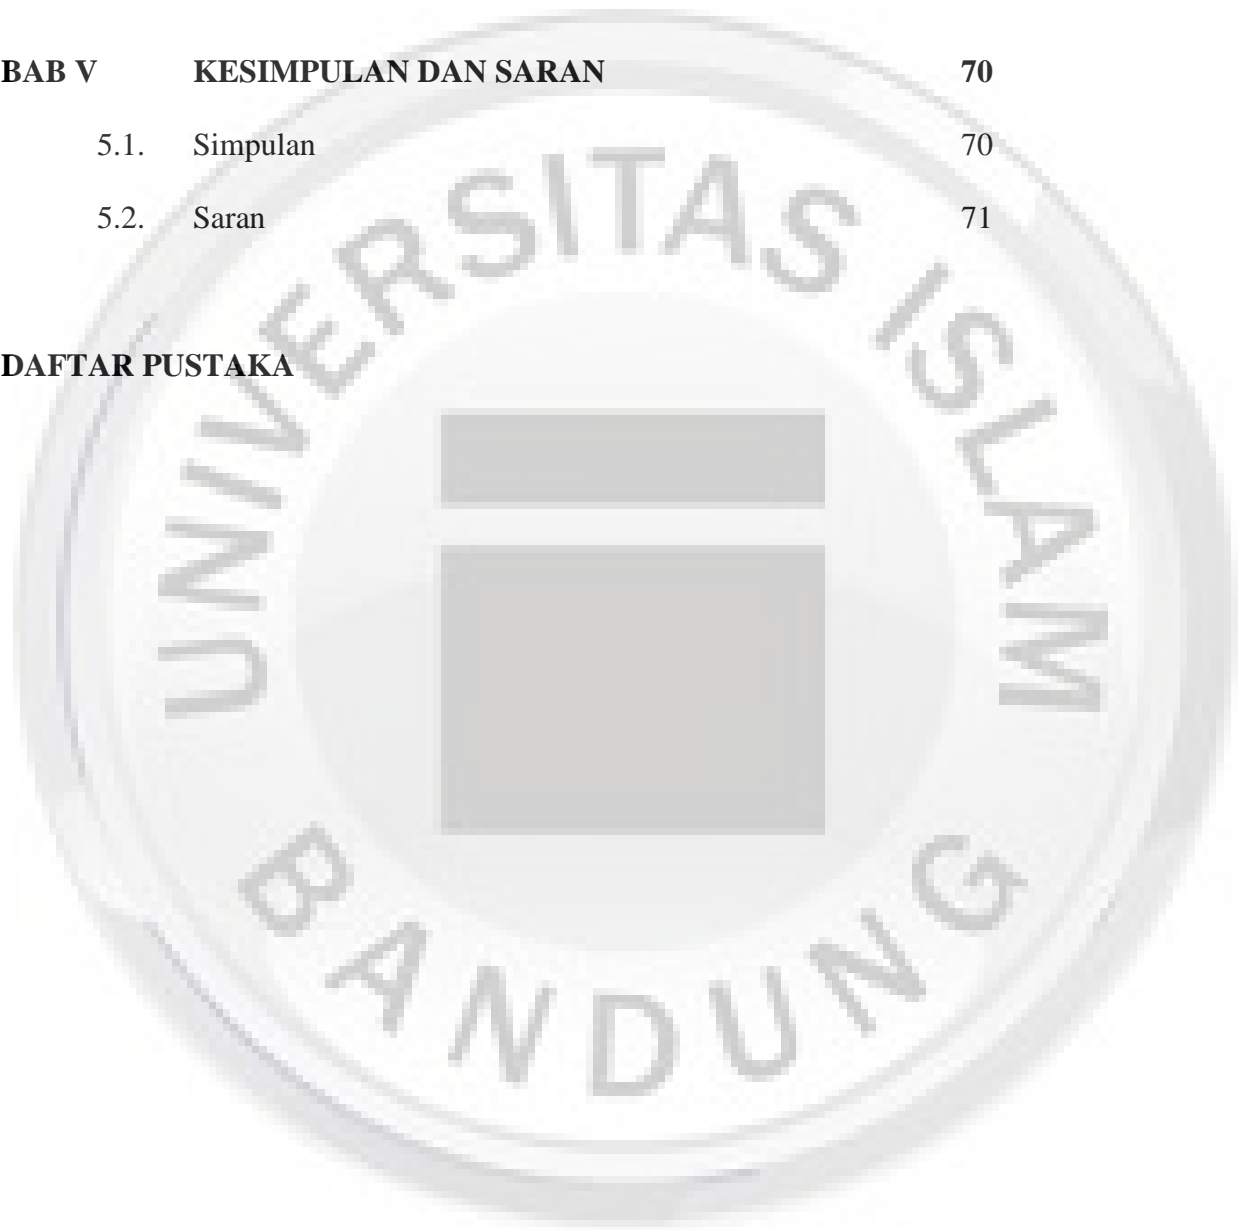 BAB V KESIMPULAN DAN SARAN 70
5.1. Simpulan 70
5.2. Saran 71
DAFTAR PUSTAKA
UNIVERSITAS ISLAM
BANDUNG